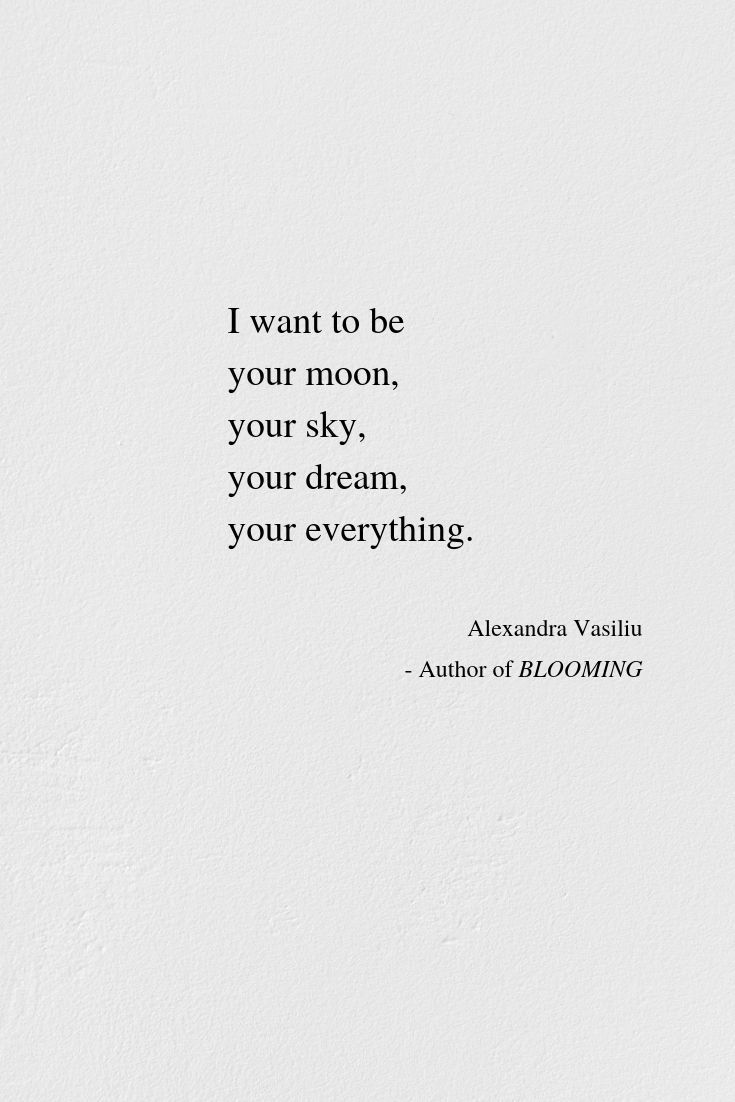 I want to be
your moon,
your sky,
your dream,
your everything.
Alexandra Vasiliu
- Author of BLOOMING